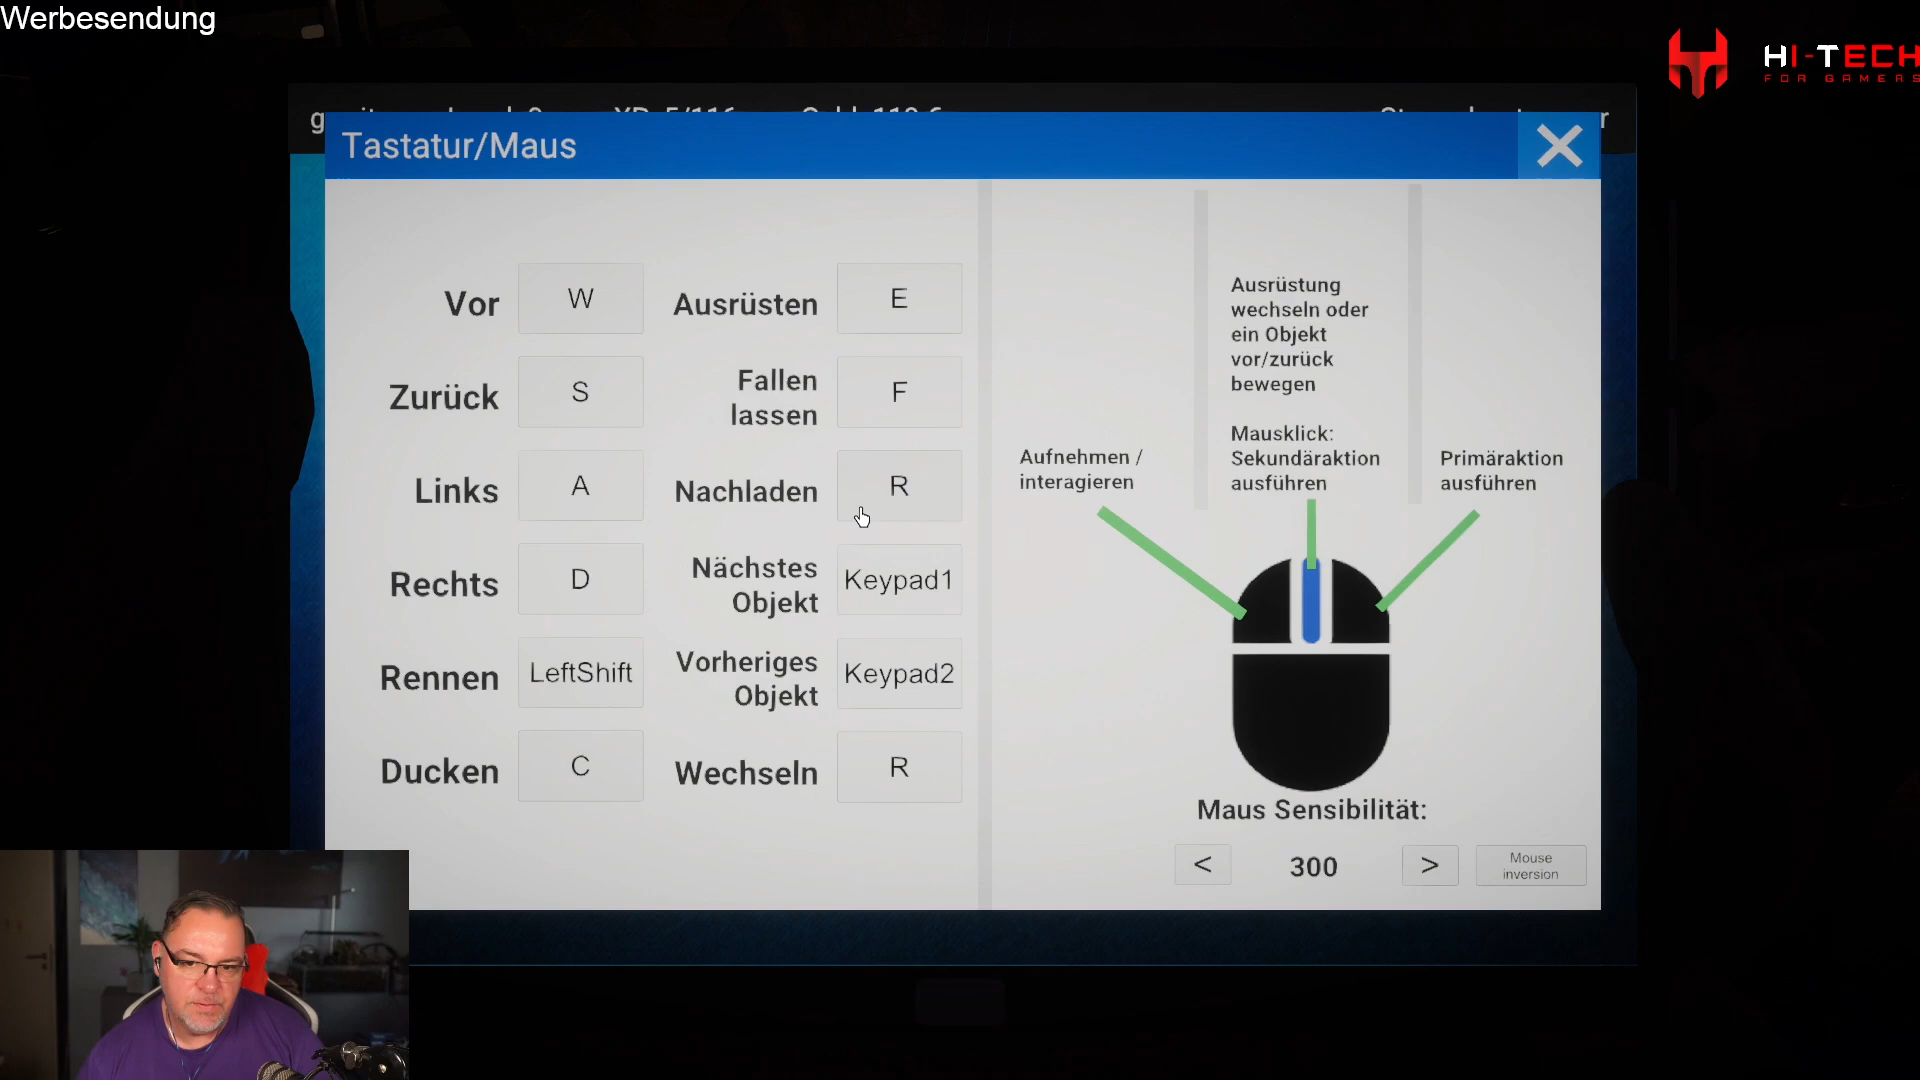 Werbesendung
HI-TECH
FOR GAMERS
Tastatur/Maus
Vor
W
Ausrüsten
E
Zurück
S
Fallen
lassen
F
Links
A
Nachladen
R
Rechts
D
Nächstes
Objekt
Keypad1
Rennen
LeftShift
Vorheriges
Objekt
Keypad2
Ducken
C
Wechseln
R
Aufnehmen /
interagieren
Ausrüstung
wechseln oder
ein Objekt
vor/zurück
bewegen
Mausklick:
Sekundäraktion
ausführen
Primäraktion
ausführen
Maus Sensibilität:
<
300
>
Mouse
inversion